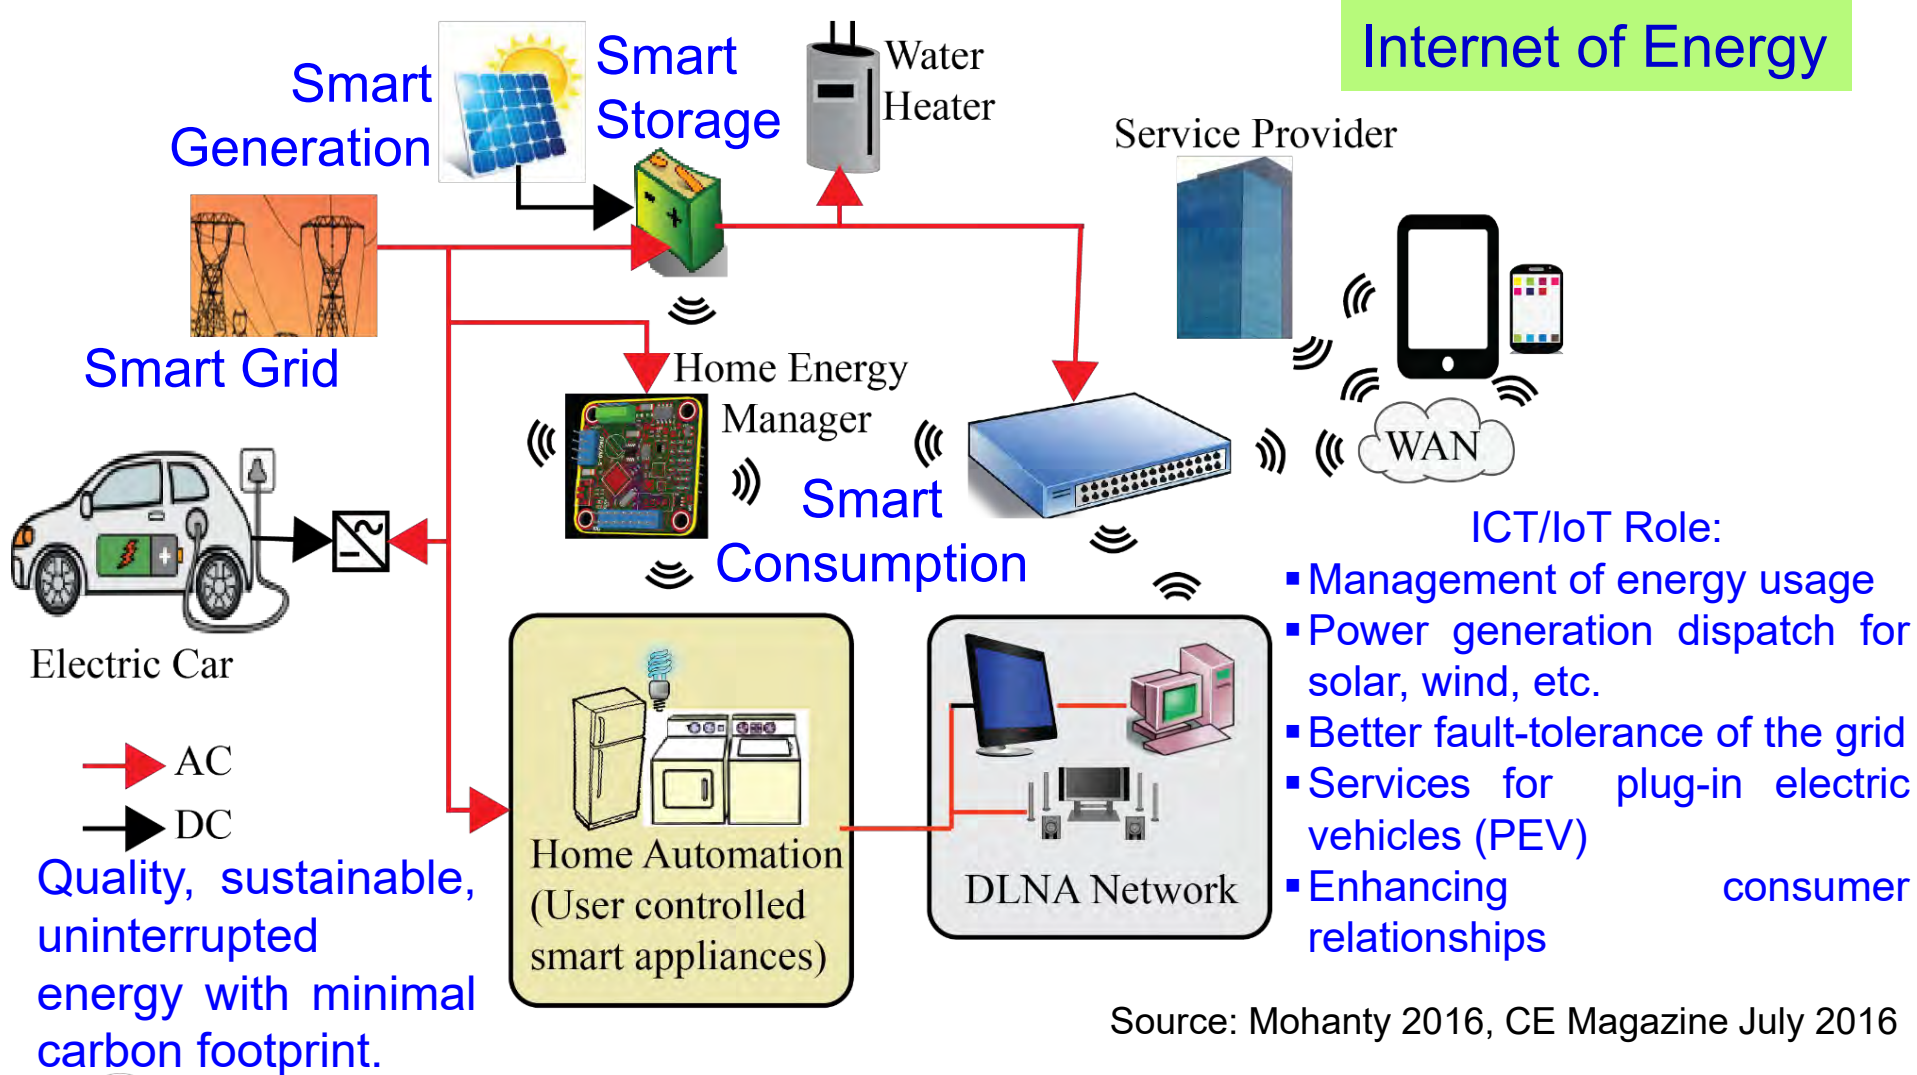 Internet of Energy
Smart
Generation
Smart
Storage
Water
Heater
Service Provider
Smart Grid
Home Energy
Manager
WAN
Smart
Consumption
Electric Car
AC
DC
Quality, sustainable,
uninterrupted
energy with minimal
carbon footprint.
Home Automation
(User controlled
smart appliances)
DLNA Network
ICT/IoT Role:
▪Management of energy usage
▪Power generation dispatch for
solar, wind, etc.
▪Better fault-tolerance of the grid
▪Services for plug-in electric
vehicles (PEV)
▪Enhancing consumer
relationships
Source: Mohanty 2016, CE Magazine July 2016